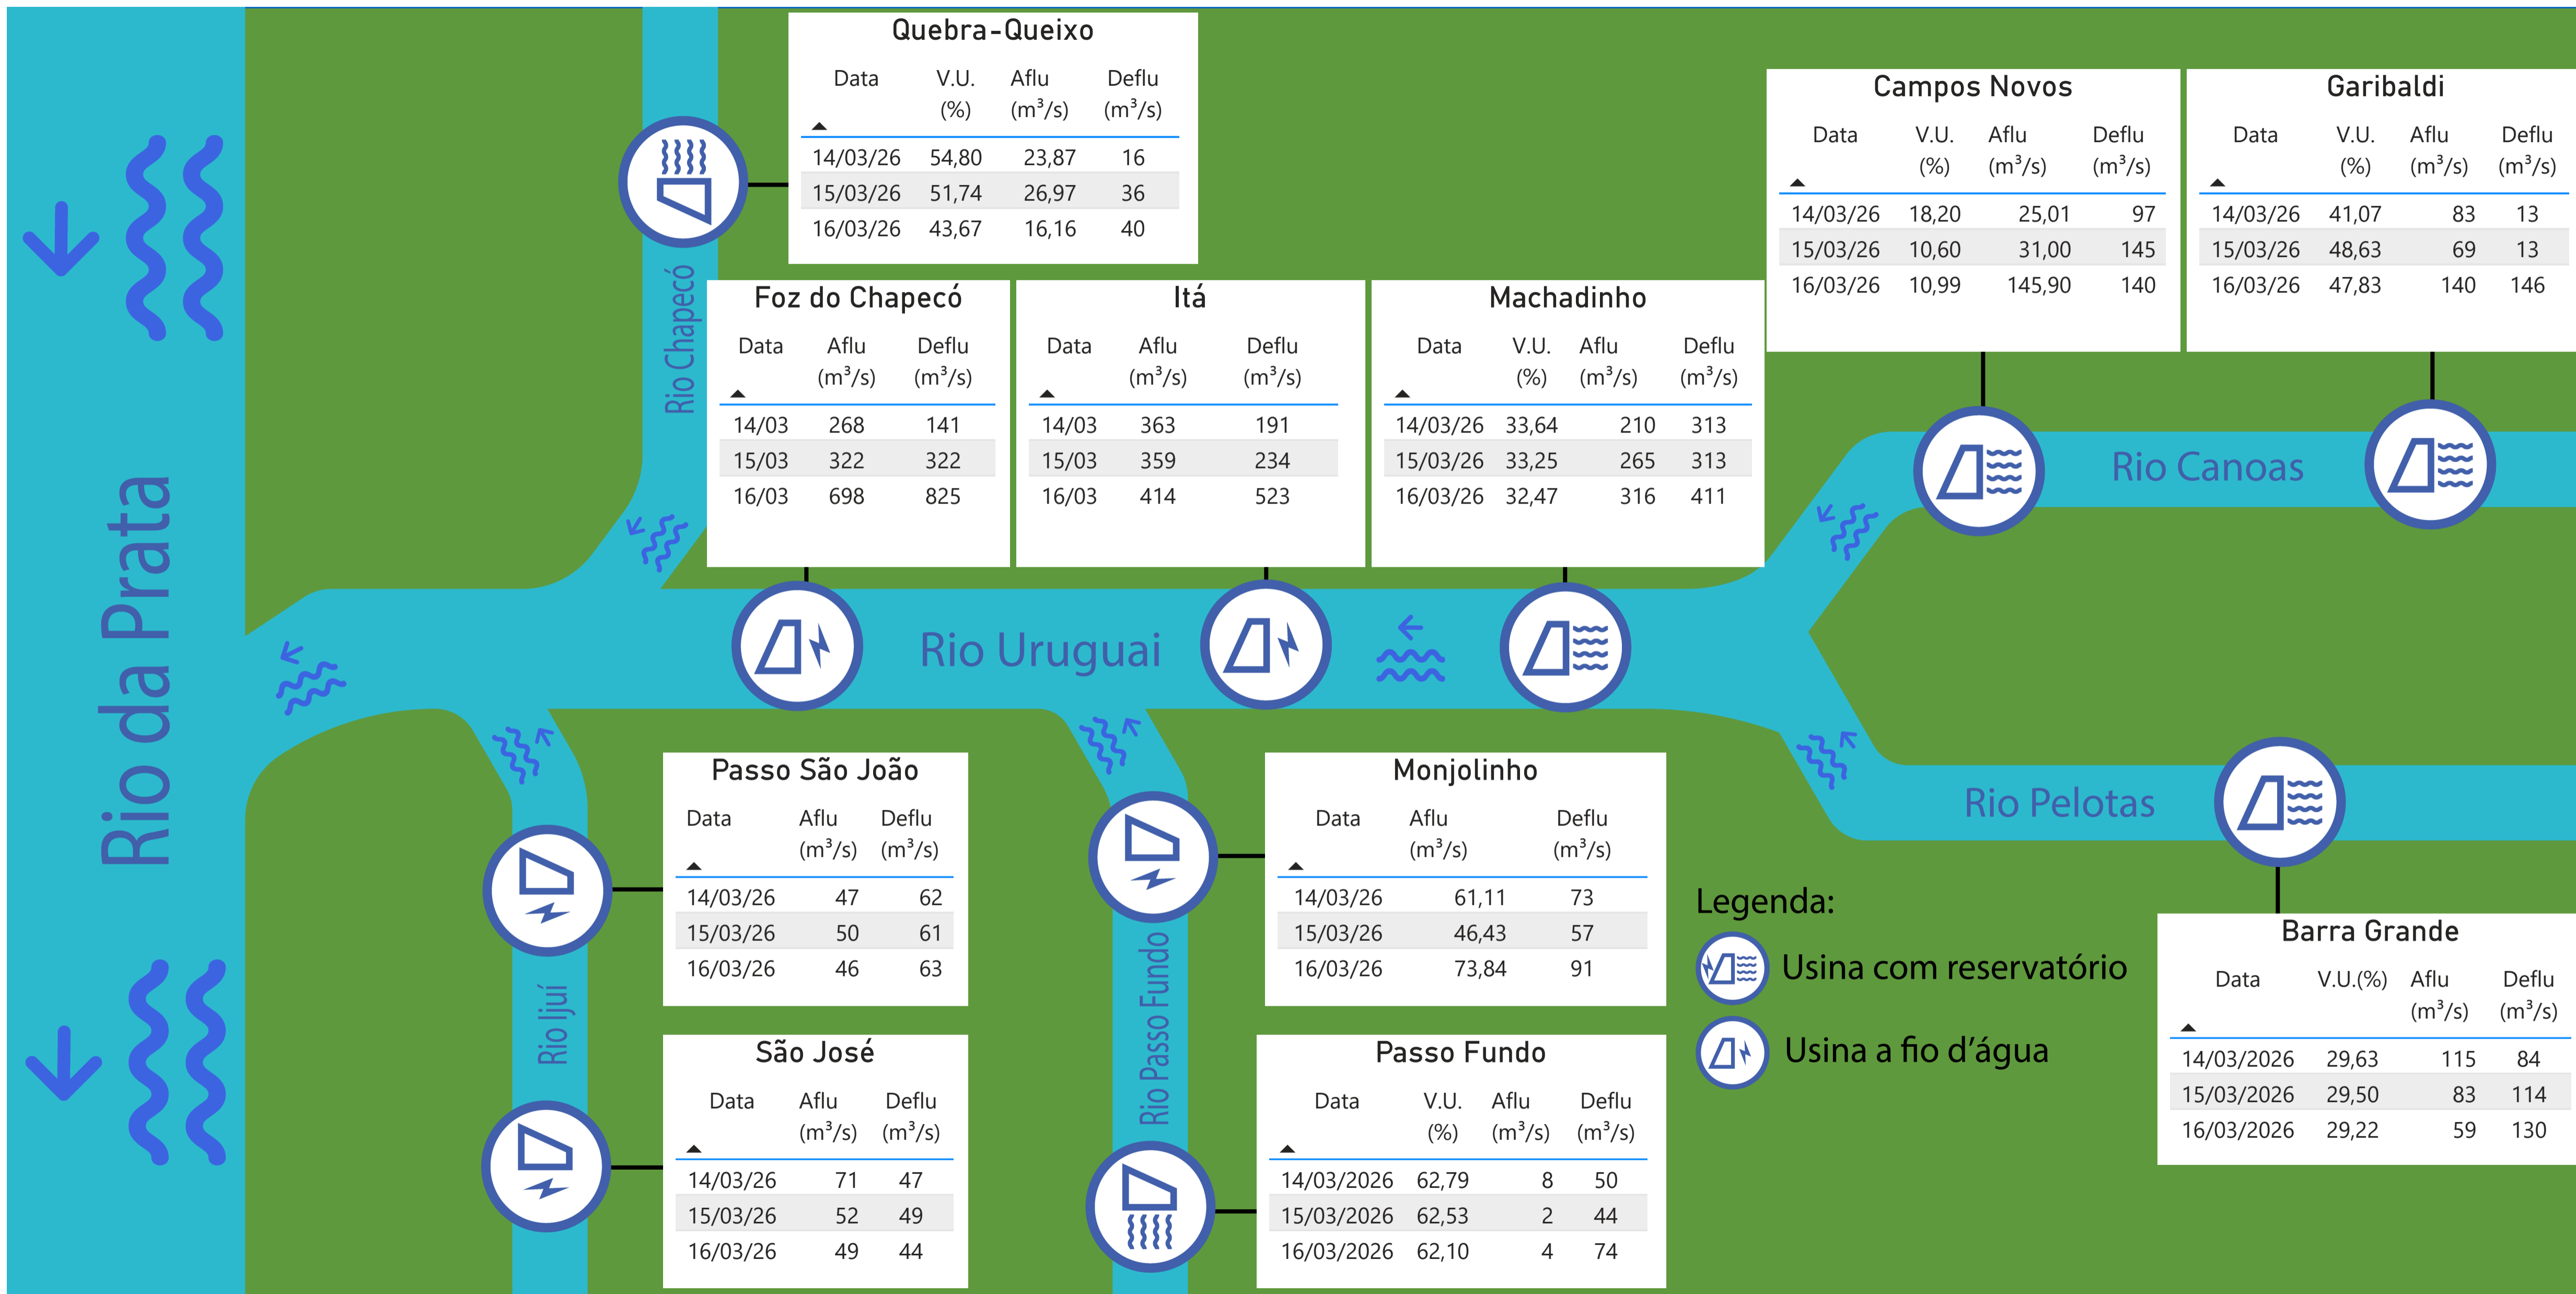 Quebra-Queixo
Data V.U. (%) Aflu (m³/s) Deflu (m³/s)
14/03/26 54,80 23,87 16
15/03/26 51,74 26,97 36
16/03/26 43,67 16,16 40
Campos Novos
Data V.U. (%) Aflu (m³/s) Deflu (m³/s)
14/03/26 18,20 25,01 97
15/03/26 10,60 31,00 145
16/03/26 10,99 145,90 140
Garibaldi
Data V.U. (%) Aflu (m³/s) Deflu (m³/s)
14/03/26 41,07 83 13
15/03/26 48,63 69 13
16/03/26 47,83 140 146
Rio Chapecó
Foz do Chapecó
Data Aflu (m³/s) Deflu (m³/s)
14/03 268 141
15/03 322 322
16/03 698 825
Itá
Data Aflu (m³/s) Deflu (m³/s)
14/03 363 191
15/03 359 234
16/03 414 523
Machadinho
Data V.U. (%) Aflu (m³/s) Deflu (m³/s)
14/03/26 33,64 210 313
15/03/26 33,25 265 313
16/03/26 32,47 316 411
Rio Canoas
Rio da Prata
Rio Uruguai
Rio Pelotas
Passo São João
Data Aflu (m³/s) Deflu (m³/s)
14/03/26 47 62
15/03/26 50 61
16/03/26 46 63
Monjolinho
Data Aflu (m³/s) Deflu (m³/s)
14/03/26 61,11 73
15/03/26 46,43 57
16/03/26 73,84 91
Rio Ijuí
Rio Passo Fundo
São José
Data Aflu (m³/s) Deflu (m³/s)
14/03/26 71 47
15/03/26 52 49
16/03/26 49 44
Passo Fundo
Data V.U. (%) Aflu (m³/s) Deflu (m³/s)
14/03/2026 62,79 8 50
15/03/2026 62,53 2 44
16/03/2026 62,10 4 74
Legenda:
Usina com reservatório
Usina a fio d’água
Barra Grande
Data V.U.(%) Aflu (m³/s) Deflu (m³/s)
14/03/2026 29,63 115 84
15/03/2026 29,50 83 114
16/03/2026 29,22 59 130